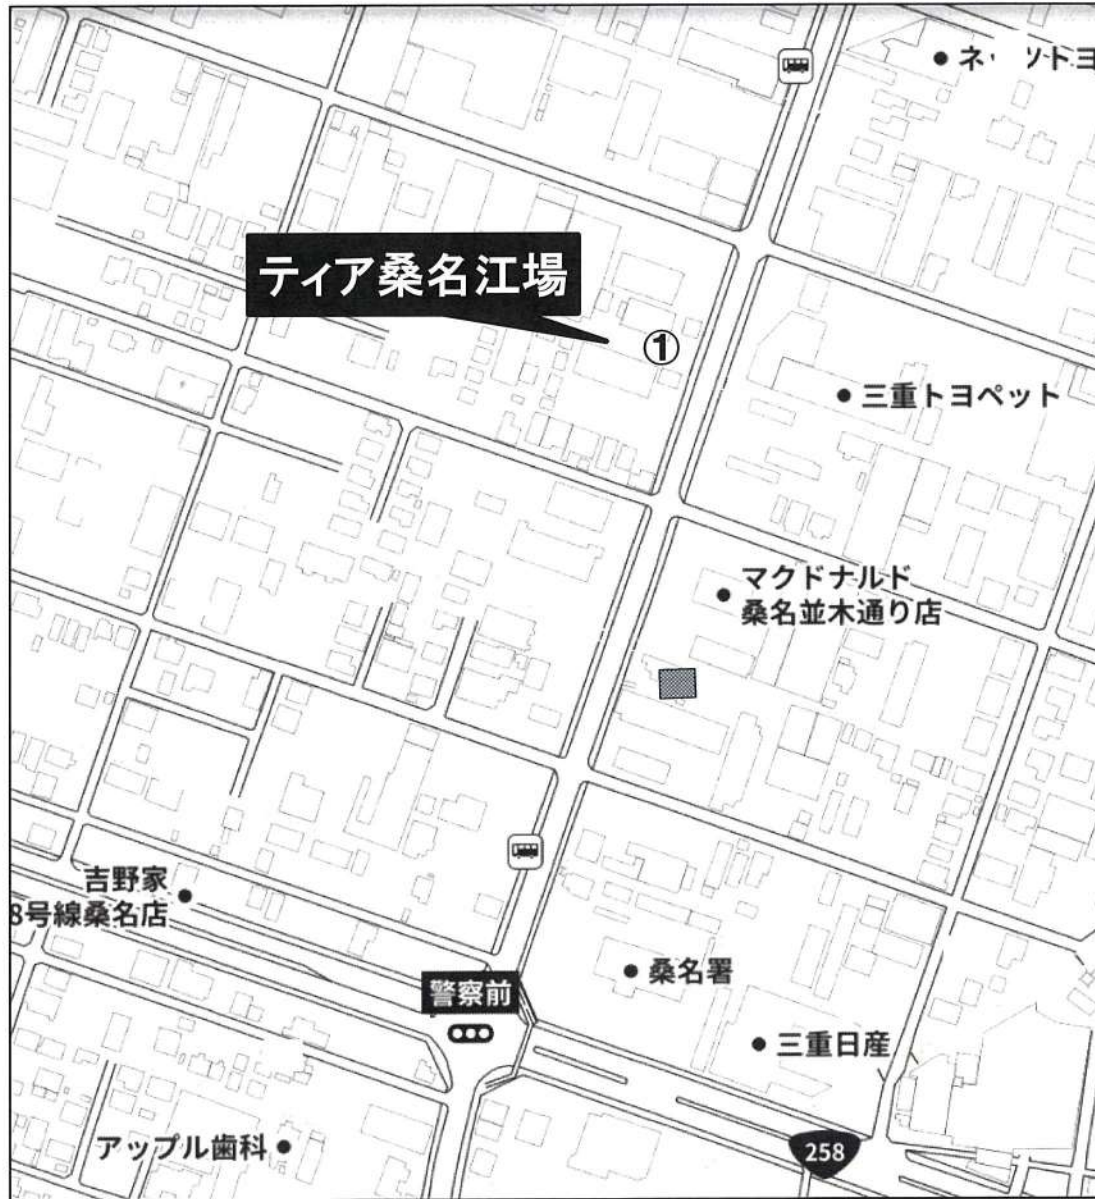 ネッツトヨ
ティア桑名江場
①
三重トヨペット
マクドナルド
桑名並木通り店
吉野家
8号線桑名店
桑名署
警察前
三重日産
アップル歯科
258